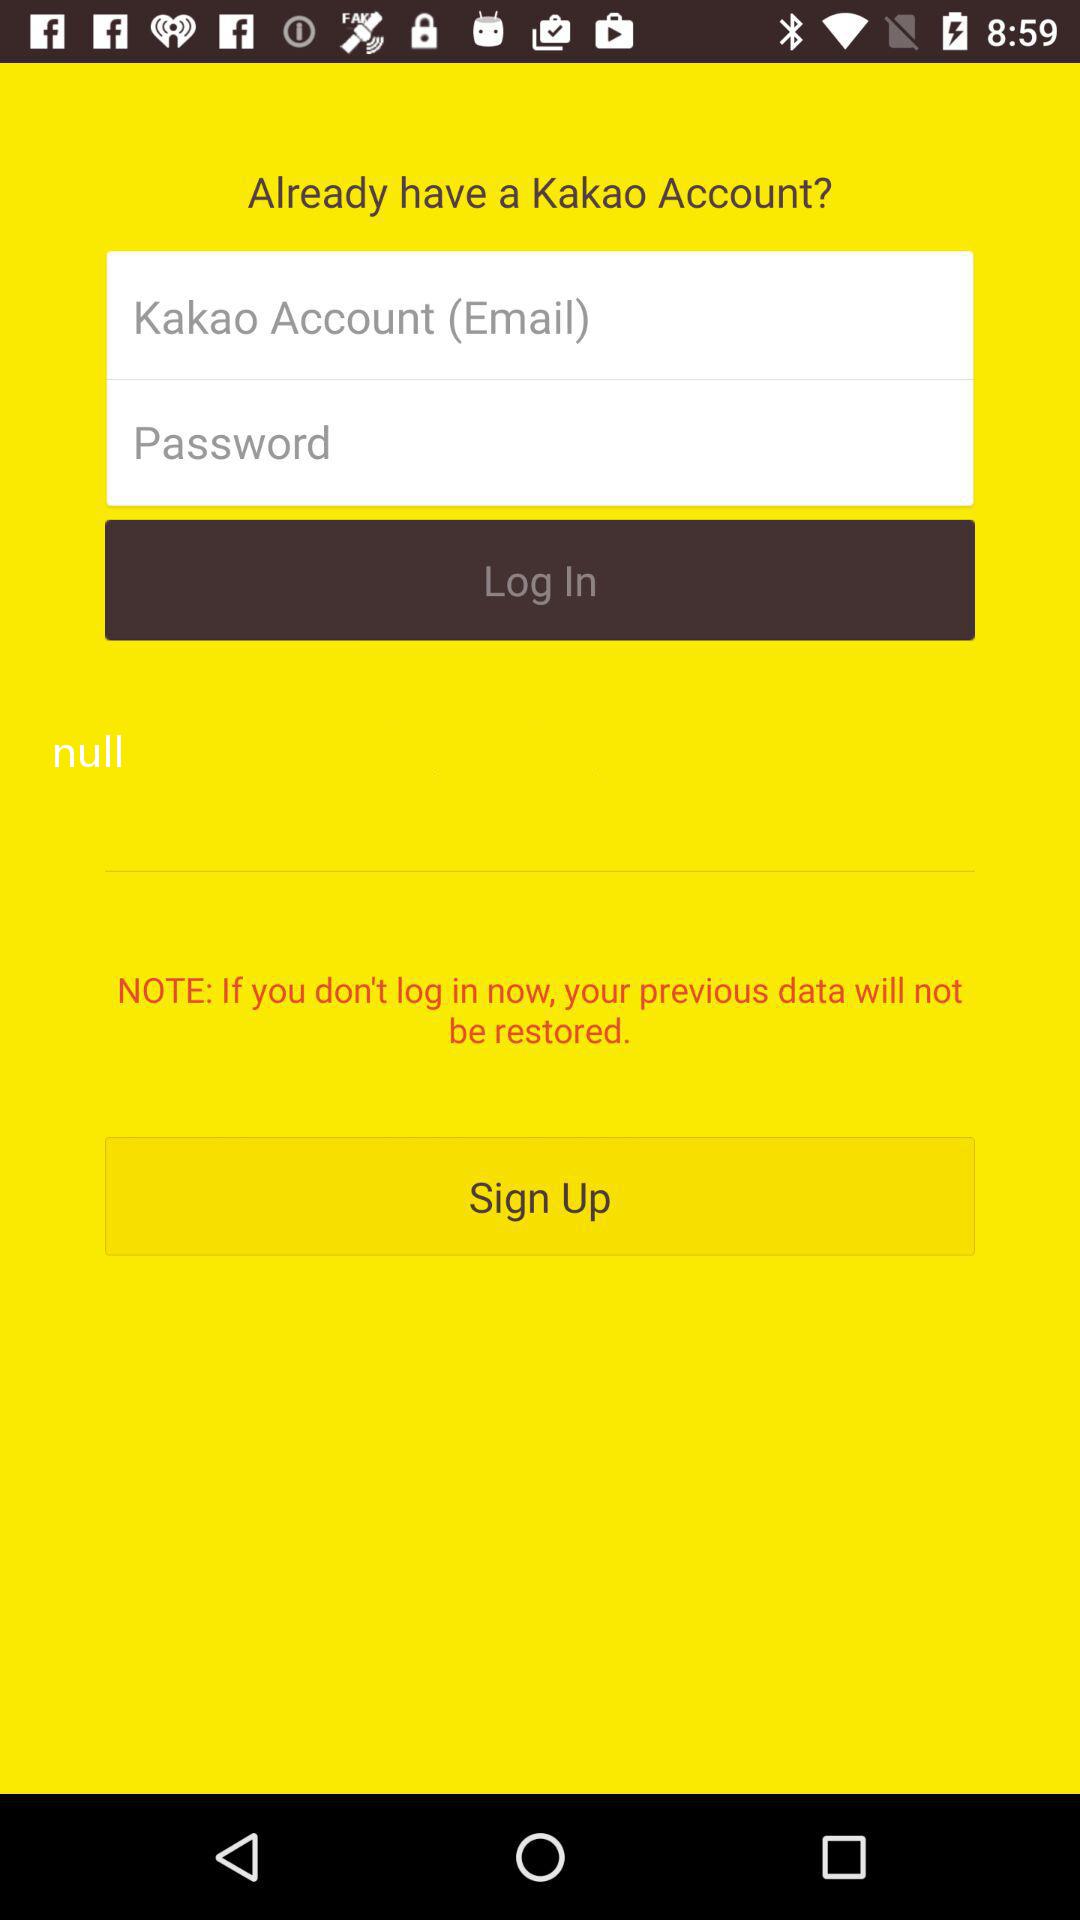 FAKE
8:59
Already have a Kakao Account?
Kakao Account (Email)
Password
Log In
null
NOTE: If you don't log in now, your previous data will not
be restored.
Sign Up